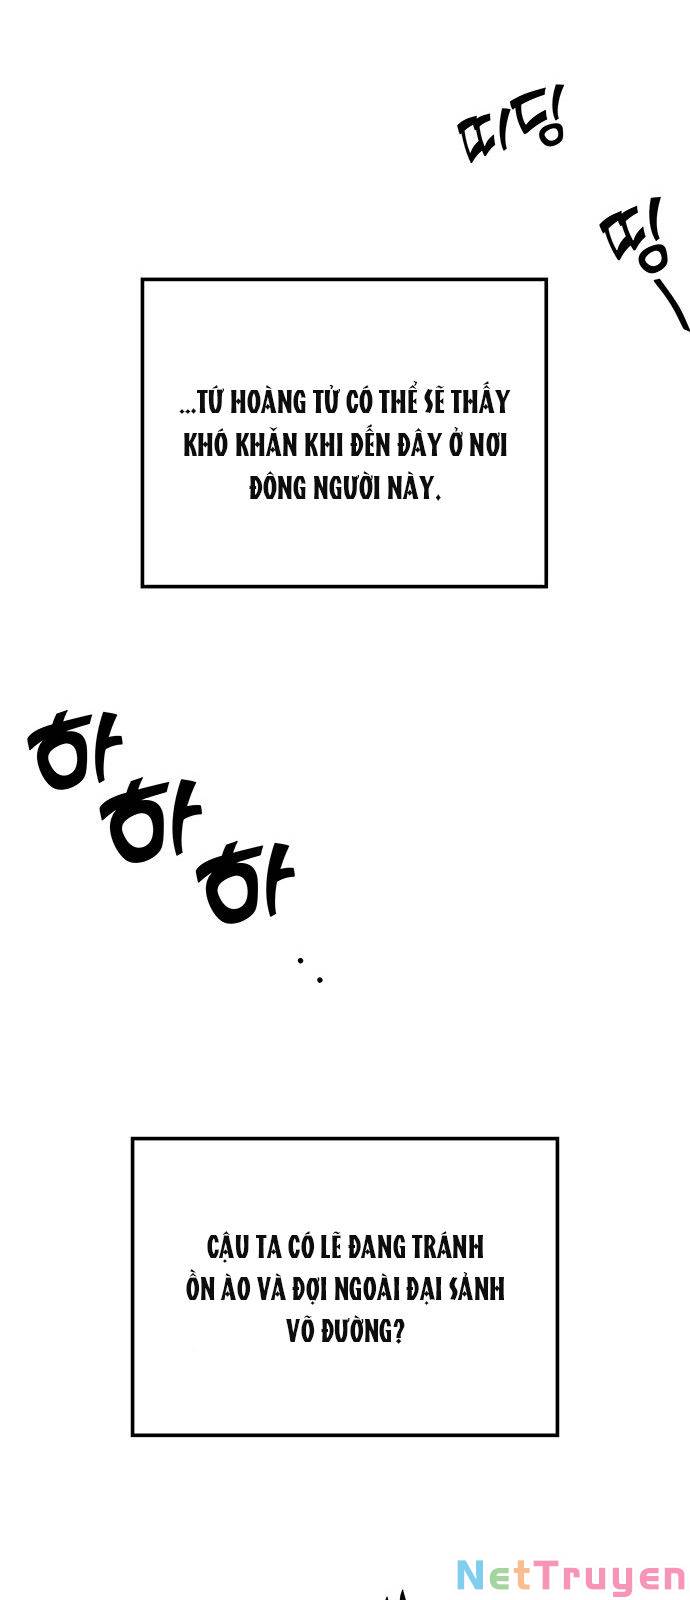 띠딩
띵
...TỨ HOÀNG TỬ CÓ THỂ SẼ THẤY
KHÓ KHĂN KHI ĐẾN ĐÂY Ở NƠI
ĐÔNG NGƯỜI NÀY.
하
하
하
..
CẬU TA CÓ LẼ ĐANG TRÁNH
ỒN ÀO VÀ ĐỢI NGOÀI ĐẠI SẢNH
VÕ ĐƯỜNG?
NetTruyen